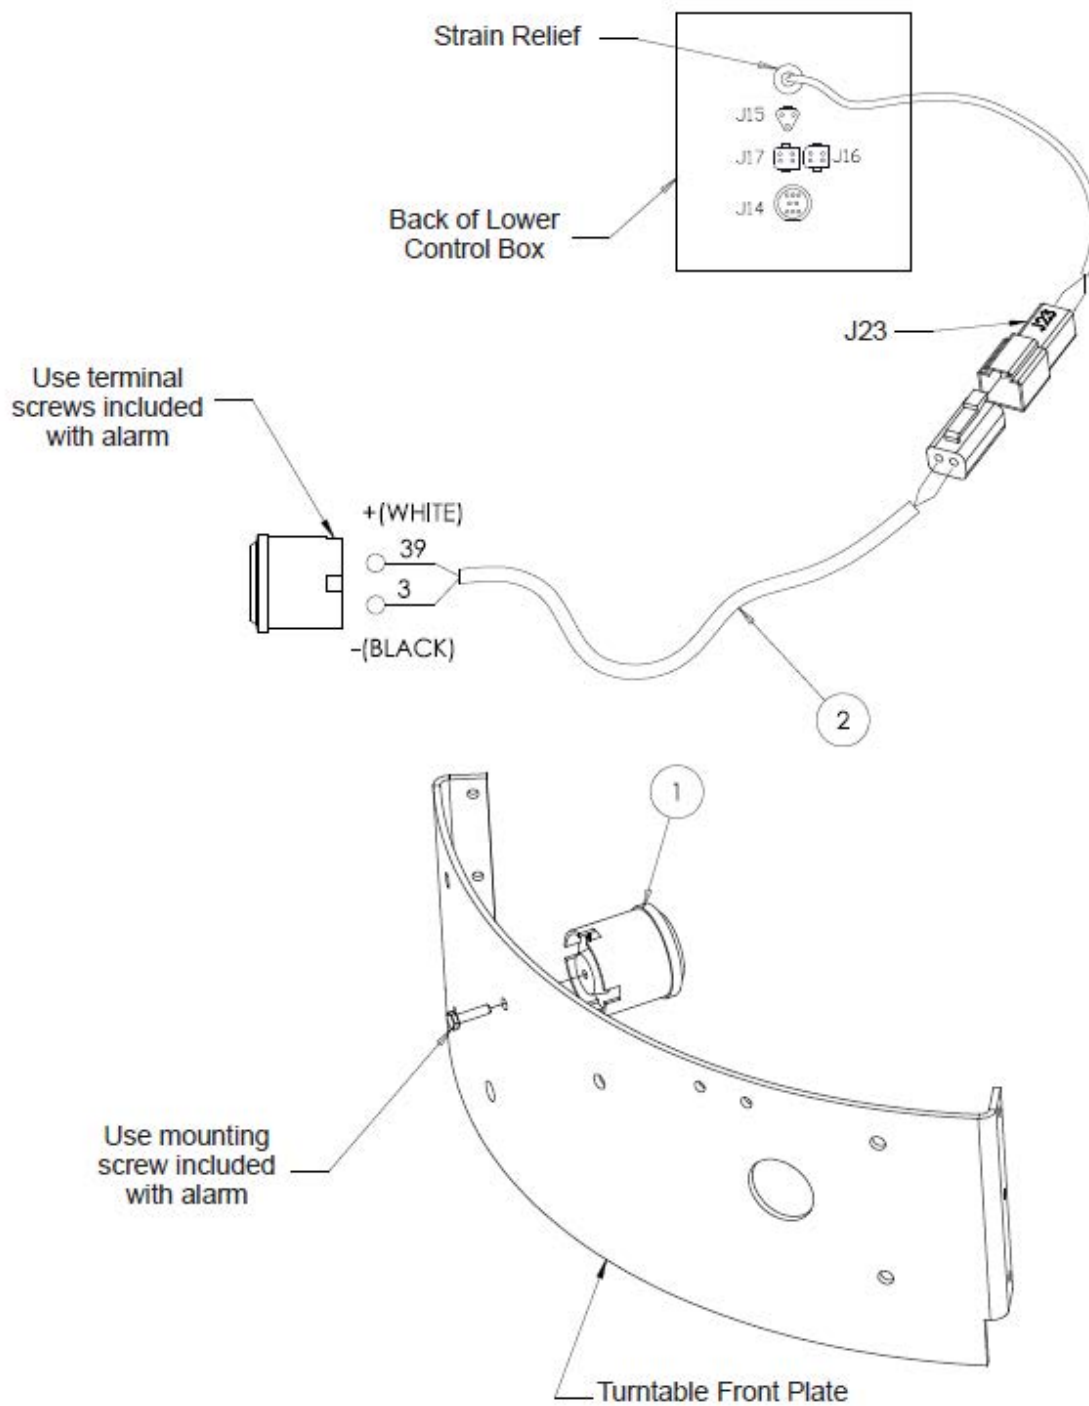 Strain Relief
J15
J17
J16
J14
Back of Lower
Control Box
J23
J23
Use terminal
screws included
with alarm
+(WHITE)
39
3
-(BLACK)
2
1
Use mounting
screw included
with alarm
Turntable Front Plate